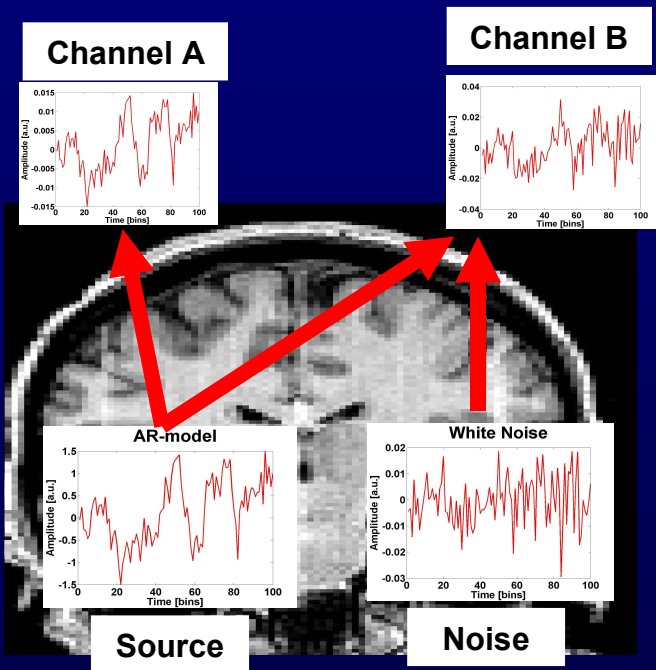 Channel A
Channel B
Amplitude [a.u.]
0.015
0.01
0.005
0
-0.005
-0.01
-0.015
0 20 40 60 80 100
Time [bins]
Amplitude [a.u.]
0.04
0.02
0
-0.02
-0.04
0 20 40 60 80 100
Time [bins]
AR-model
Amplitude [a.u.]
1.5
1
0.5
0
-0.5
-1
-1.5
0 20 40 60 80 100
Time [bins]
White Noise
Amplitude [a.u.]
0.02
0.01
0
-0.01
-0.02
-0.03
0 20 40 60 80 100
Time [bins]
Source
Noise